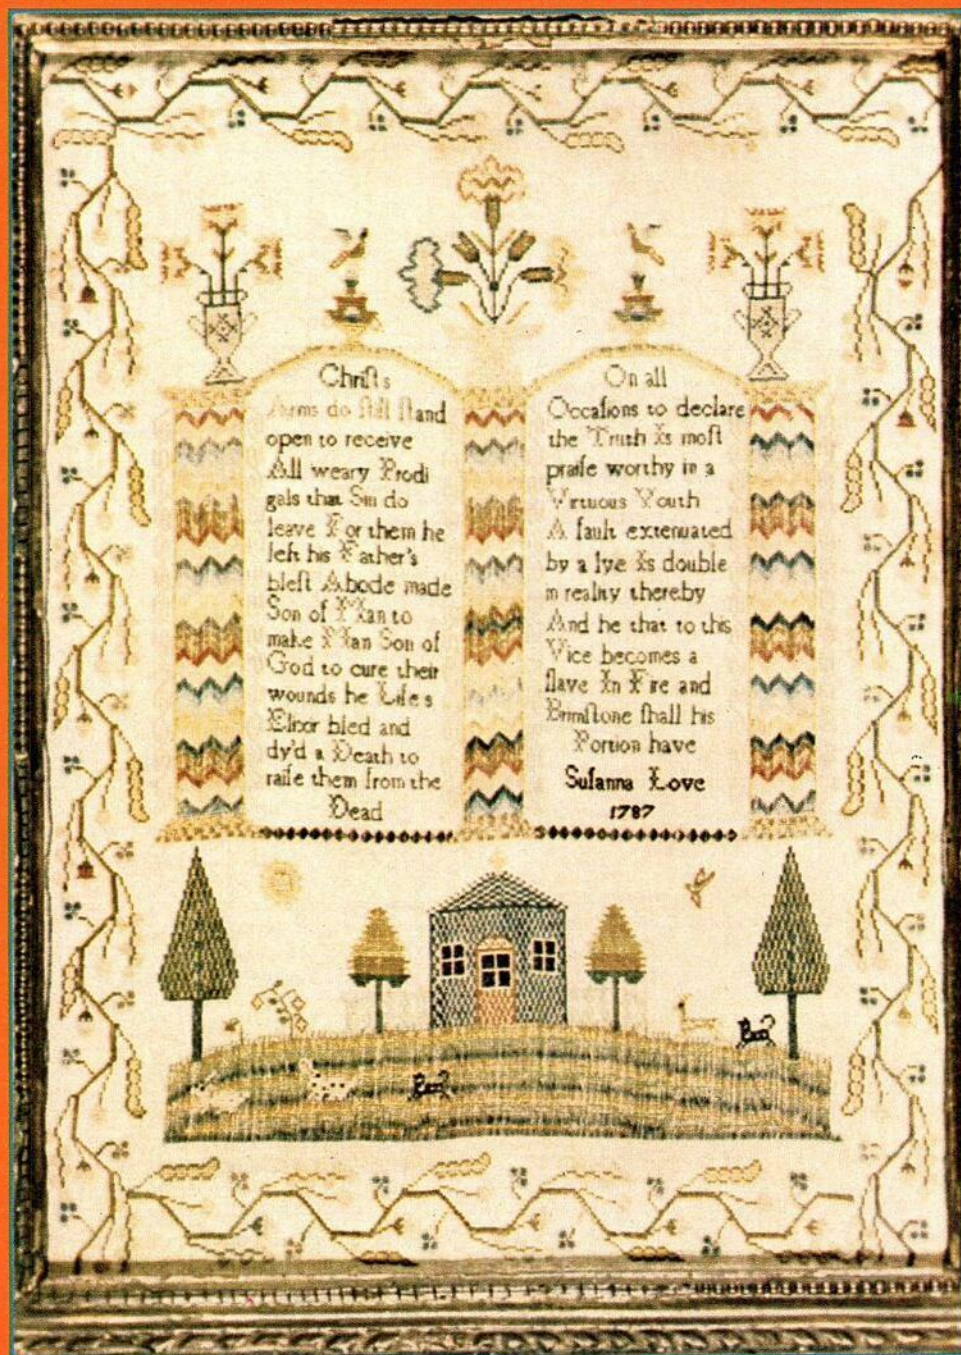 Chriſts
Arms do ſtill ſtand
open to receive
All weary Prodi
gals that Sin do
leave For them he
left his Father's
bleſt Abode made
Son of Man to
make Man Son of
God to cure their
wounds he Life s
Elixir bled and
dy'd a Death to
raiſe them from the
Dead
On all
Occaſions to declare
the Truth Is moſt
praiſe worthy in a
Virtuous Youth
A fault extenuated
by a lye Is double
in reality thereby
And he that to this
Vice becomes a
ſlave In Fire and
Brimſtone ſhall his
Portion have
Suſanna Love
1787